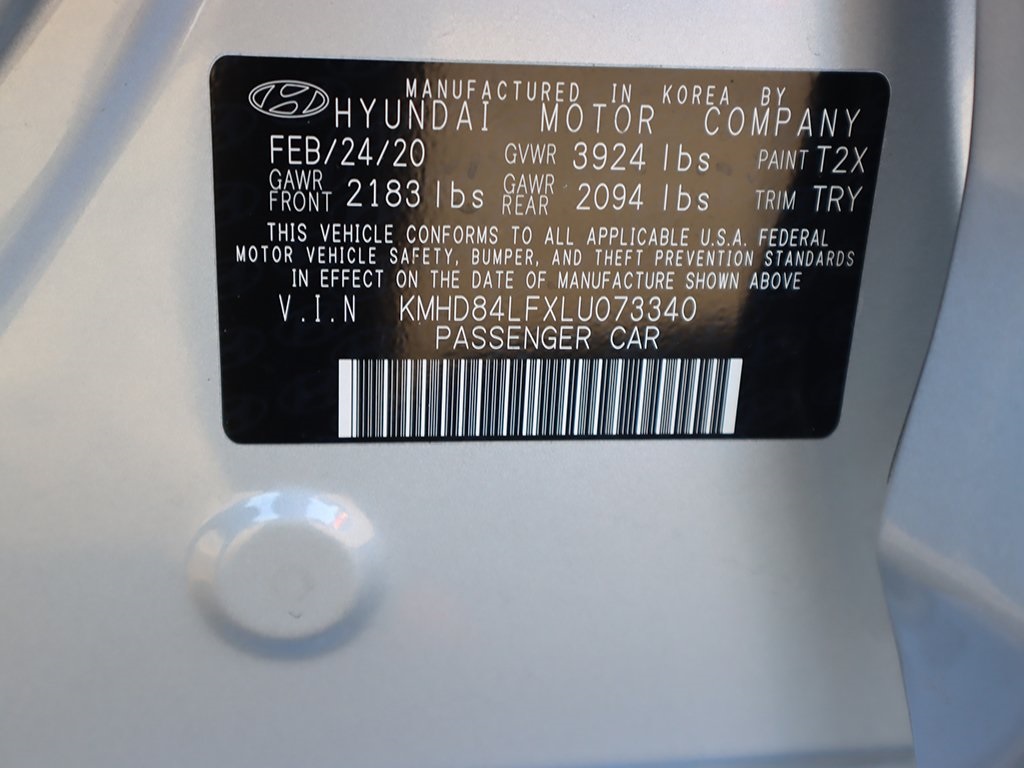 MANUFACTURED IN KOREA BY
HYUNDAI MOTOR COMPANY
FEB/24/20 GVWR 3924 lbs PAINT T2X
GAWR FRONT 2183 lbs GAWR REAR 2094 lbs TRIM TRY
THIS VEHICLE CONFORMS TO ALL APPLICABLE U.S.A. FEDERAL
MOTOR VEHICLE SAFETY, BUMPER, AND THEFT PREVENTION STANDARDS
IN EFFECT ON THE DATE OF MANUFACTURE SHOWN ABOVE
V.I.N KMHD84LFXLU073340
PASSENGER CAR